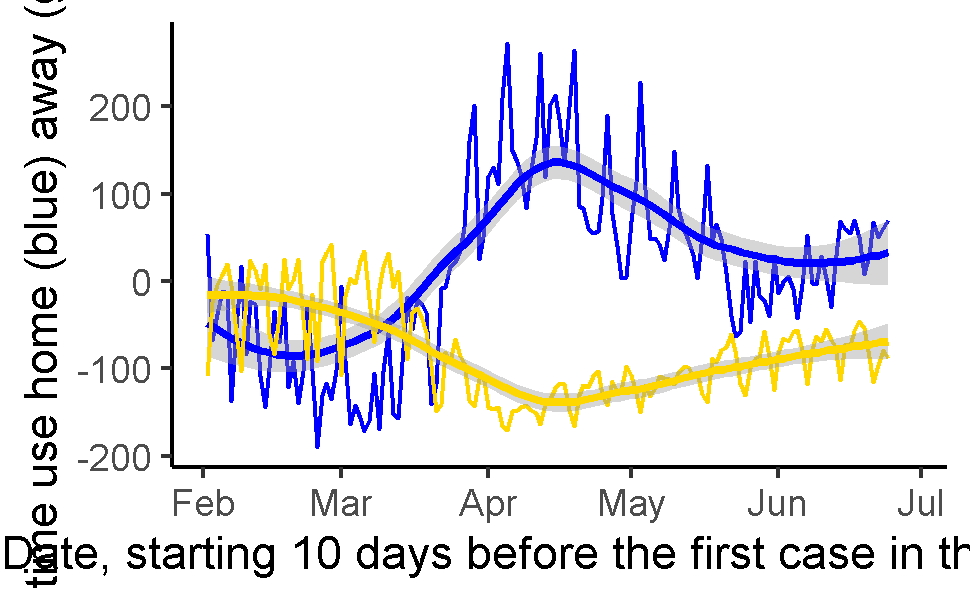 time use home (blue) away (
200
100
0
-100
-200
Feb Mar Apr May Jun Jul
Date, starting 10 days before the first case in th